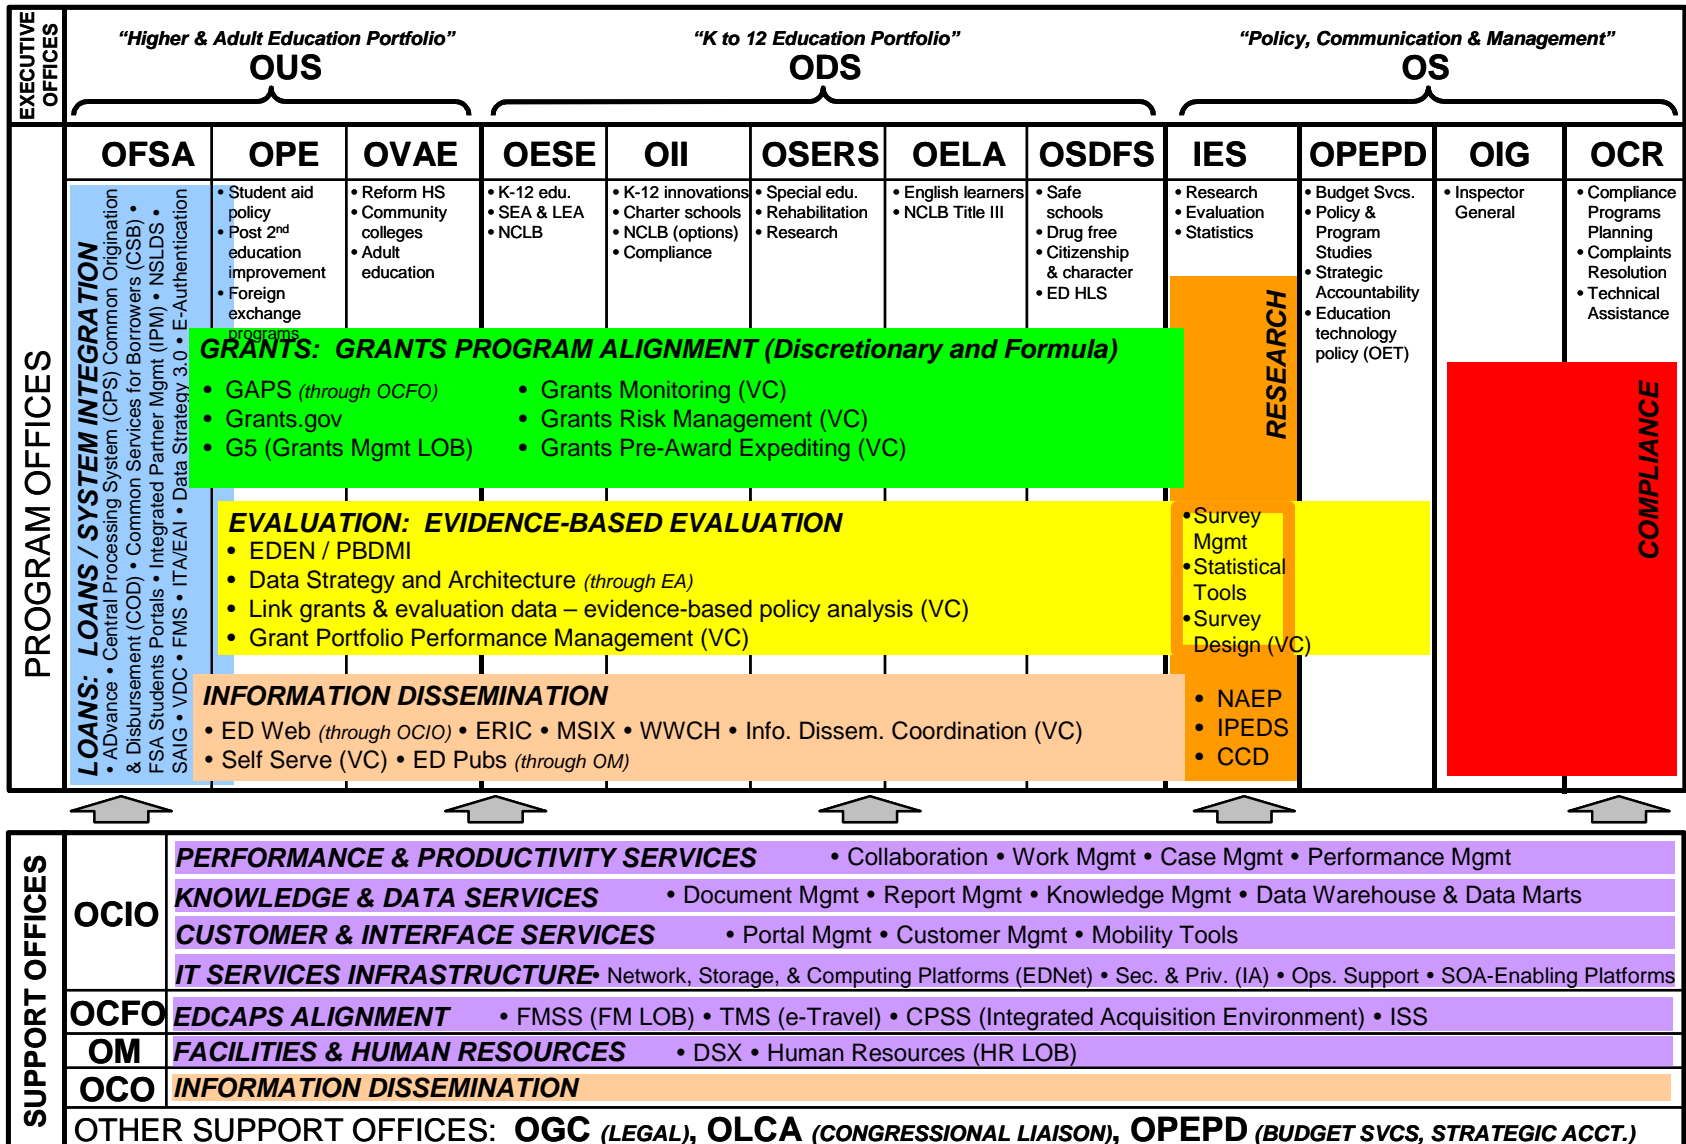 EXECUTIVE
OFFICES
“Higher & Adult Education Portfolio”
OUS
“K to 12 Education Portfolio”
ODS
“Policy, Communication & Management”
OS
PROGRAM OFFICES
OFSA
OPE
OVAE
OESE
OII
OSERS
OELA
OSDFS
IES
OPEPD
OIG
OCR
LOANS: LOANS / SYSTEM INTEGRATION
• ADvance • Central Processing System (CPS) Common Origination
& Disbursement (COD) • Common Services for Borrowers (CSB) •
FSA Students Portals • Integrated Partner Mgmt (IPM) • NSLDS •
SAIG • VDC • FMS • ITA/EAI • Data Strategy 3.0 • E-Authentication
• Student aid
policy
• Post 2nd
education
improvement
• Foreign
exchange
programs
• Reform HS
• Community
colleges
• Adult
education
• K-12 edu.
• SEA & LEA
• NCLB
• K-12 innovations
• Charter schools
• NCLB (options)
• Compliance
• Special edu.
• Rehabilitation
• Research
• English learners
• NCLB Title III
• Safe
schools
• Drug free
• Citizenship
& character
• ED HLS
• Research
• Evaluation
• Statistics
• Budget Svcs.
• Policy &
Program
Studies
• Strategic
Accountability
• Education
technology
policy (OET)
• Inspector
General
• Compliance
Programs
Planning
• Complaints
Resolution
• Technical
Assistance
GRANTS: GRANTS PROGRAM ALIGNMENT (Discretionary and Formula)
• GAPS (through OCFO)
• Grants.gov
• G5 (Grants Mgmt LOB)
• Grants Monitoring (VC)
• Grants Risk Management (VC)
• Grants Pre-Award Expediting (VC)
RESEARCH
COMPLIANCE
EVALUATION: EVIDENCE-BASED EVALUATION
• EDEN / PBDMI
• Data Strategy and Architecture (through EA)
• Link grants & evaluation data – evidence-based policy analysis (VC)
• Grant Portfolio Performance Management (VC)
•Survey
Mgmt
•Statistical
Tools
•Survey
Design (VC)
INFORMATION DISSEMINATION
• ED Web (through OCIO) • ERIC • MSIX • WWCH • Info. Dissem. Coordination (VC)
• Self Serve (VC) • ED Pubs (through OM)
• NAEP
• IPEDS
• CCD
SUPPORT OFFICES
OCIO
PERFORMANCE & PRODUCTIVITY SERVICES • Collaboration • Work Mgmt • Case Mgmt • Performance Mgmt
KNOWLEDGE & DATA SERVICES • Document Mgmt • Report Mgmt • Knowledge Mgmt • Data Warehouse & Data Marts
CUSTOMER & INTERFACE SERVICES • Portal Mgmt • Customer Mgmt • Mobility Tools
IT SERVICES INFRASTRUCTURE • Network, Storage, & Computing Platforms (EDNet) • Sec. & Priv. (IA) • Ops. Support • SOA-Enabling Platforms
OCFO EDCAPS ALIGNMENT • FMSS (FM LOB) • TMS (e-Travel) • CPSS (Integrated Acquisition Environment) • ISS
OM FACILITIES & HUMAN RESOURCES • DSX • Human Resources (HR LOB)
OCO INFORMATION DISSEMINATION
OTHER SUPPORT OFFICES: OGC (LEGAL), OLCA (CONGRESSIONAL LIAISON), OPEPD (BUDGET SVCS, STRATEGIC ACCT.)